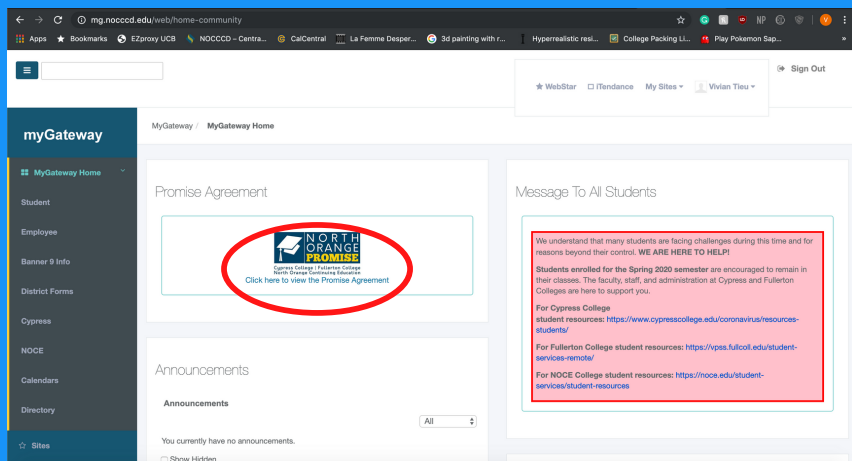 mg.nocccd.edu/web/home-community
Apps Bookmarks EZproxy UCB NOCCCD – Centra... CalCentral La Femme Desper... 3d painting with r... Hyperrealistic resi... College Packing Li... Play Pokemon Sap... »
Sign Out
WebStar iTendance My Sites Vivian Tieu
myGateway
MyGateway / MyGateway Home
MyGateway Home
Student
Employee
Banner 9 Info
District Forms
Cypress
NOCE
Calendars
Directory
Sites
Promise Agreement
NORTH
ORANGE
PROMISE
Cypress College | Fullerton College
North Orange Continuing Education
Click here to view the Promise Agreement
Announcements
Announcements
All
You currently have no announcements.
Show Hidden
Message To All Students
We understand that many students are facing challenges during this time and for
reasons beyond their control. WE ARE HERE TO HELP!
Students enrolled for the Spring 2020 semester are encouraged to remain in
their classes. The faculty, staff, and administration at Cypress and Fullerton
Colleges are here to support you.
For Cypress College
student resources: https://www.cypresscollege.edu/coronavirus/resources-
students/
For Fullerton College student resources: https://vpss.fullcoll.edu/student-
services-remote/
For NOCE College student resources: https://noce.edu/student-
services/student-resources